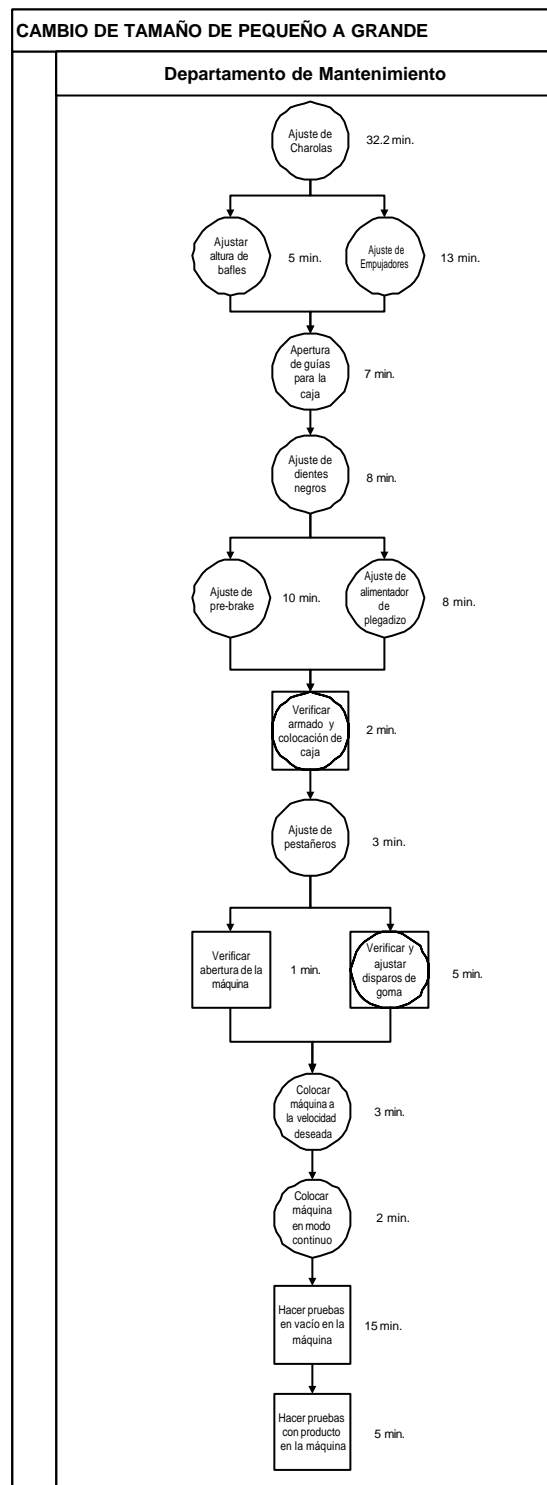 CAMBIO DE TAMAÑO DE PEQUEÑO A GRANDE
Departamento de Mantenimiento
Ajuste de
Charolas
32.2 min.
Ajustar
altura de
bafles
5 min.
Ajuste de
Empujadores
13 min.
Apertura
de guías
para la
caja
7 min.
Ajuste de
dientes
negros
8 min.
Ajuste de
pre-brake
10 min.
Ajuste de
alimentador
de
plegadizo
8 min.
Verificar
armado y
colocación de
caja
2 min.
Ajuste de
pestañeros
3 min.
Verificar
abertura de la
máquina
1 min.
Verificar y
ajustar
disparos de
goma
5 min.
Colocar
máquina a
la velocidad
deseada
3 min.
Colocar
máquina
en modo
continuo
2 min.
Hacer pruebas
en vacío en la
máquina
15 min.
Hacer pruebas
con producto
en la máquina
5 min.